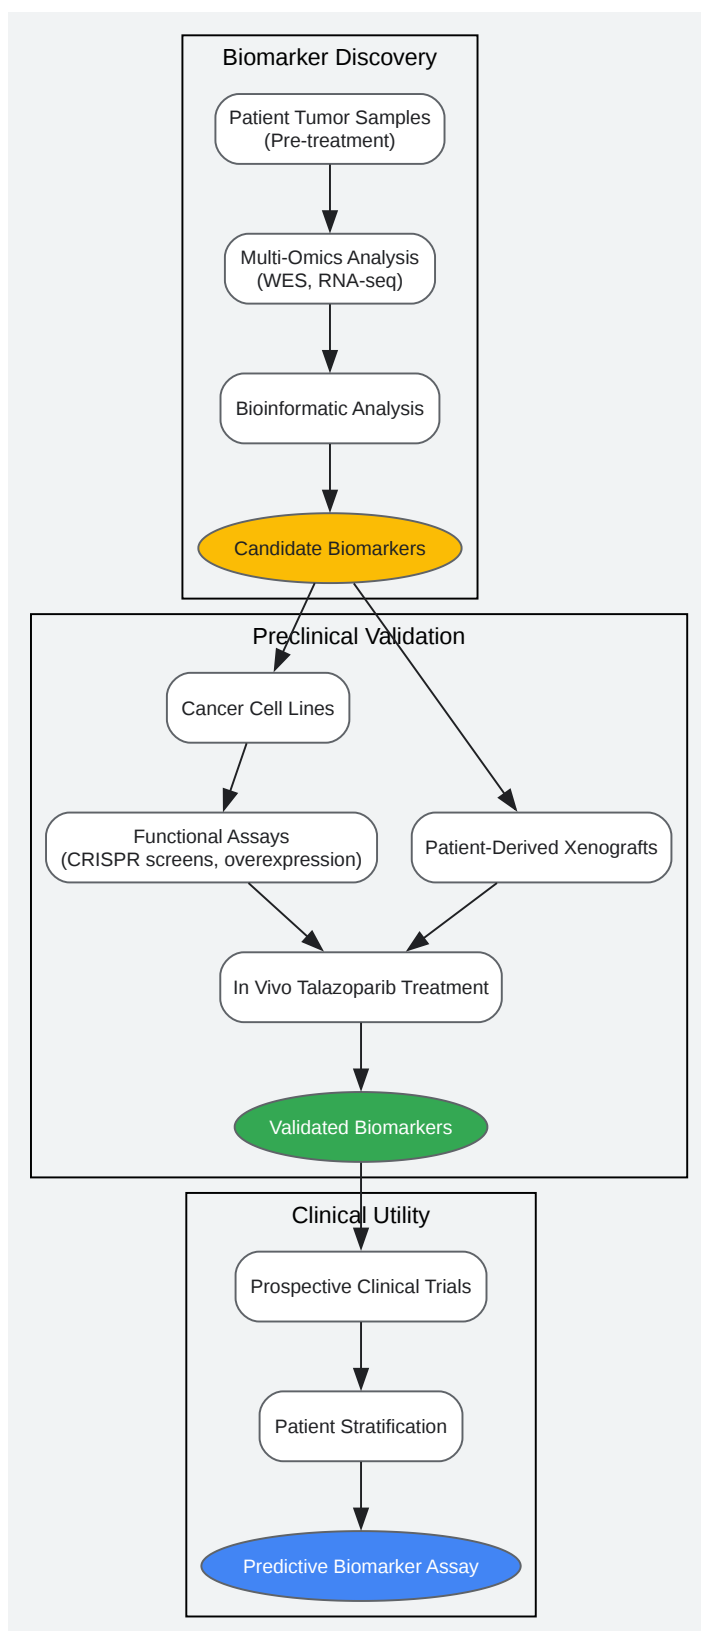 Biomarker Discovery
Patient Tumor Samples
(Pre-treatment)
Multi-Omics Analysis
(WES, RNA-seq)
Bioinformatic Analysis
Candidate Biomarkers
Preclinical Validation
Cancer Cell Lines
Functional Assays
(CRISPR screens, overexpression)
Patient-Derived Xenografts
In Vivo Talazoparib Treatment
Validated Biomarkers
Clinical Utility
Prospective Clinical Trials
Patient Stratification
Predictive Biomarker Assay